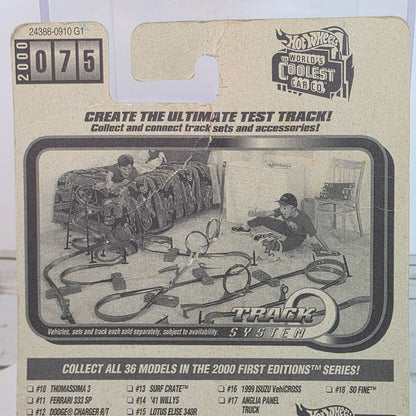 24388-0910 G1
2000
075
Hot Wheels
THE WORLD'S
COOLEST
CAR CO.
CREATE THE ULTIMATE TEST TRACK!
Collect and connect track sets and accessories!
TRACK
SYSTEM
Vehicles, sets and track each sold separately, subject to availability.
COLLECT ALL 36 MODELS IN THE 2000 FIRST EDITIONS™ SERIES!
#10 THOMASSIMA 3
#11 FERRARI 333 SP
#12 DODGE® CHARGER R/T
#13 SURF CRATE™
#14 '41 WILLYS
#15 LOTUS ELISE 340R
#16 1999 ISUZU VehiCROSS
#17 ANGLIA PANEL
TRUCK
#18 SO FINE™
Hot Wheels